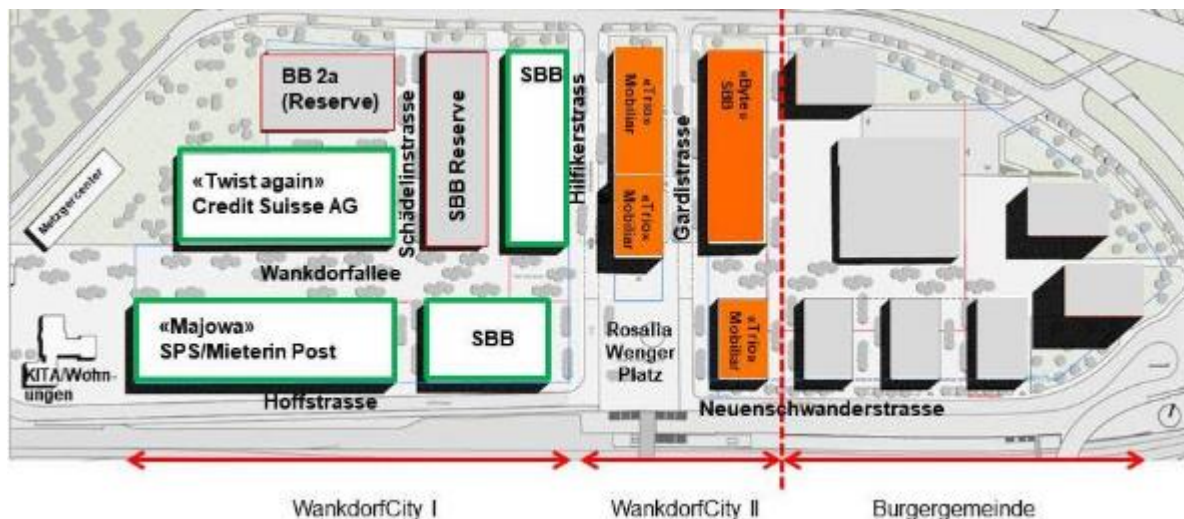 BB 2a
(Reserve)
Schädelinstrasse
SBB Reserve
SBB
Hilfikerstrass
«Trio»
Mobiliar
«Trio»
Mobiliar
Gardistrasse
«Byte»
SBB
Metzgercenter
«Twist again»
Credit Suisse AG
Wankdorfallee
«Majowa»
SPS/Mieterin Post
SBB
Rosalia
Wenger
Platz
«Trio»
Mobiliar
KITA/Wohn-
ungen
Hoffstrasse
Neuenschwanderstrasse
WankdorfCity I
WankdorfCity II
Burgergemeinde